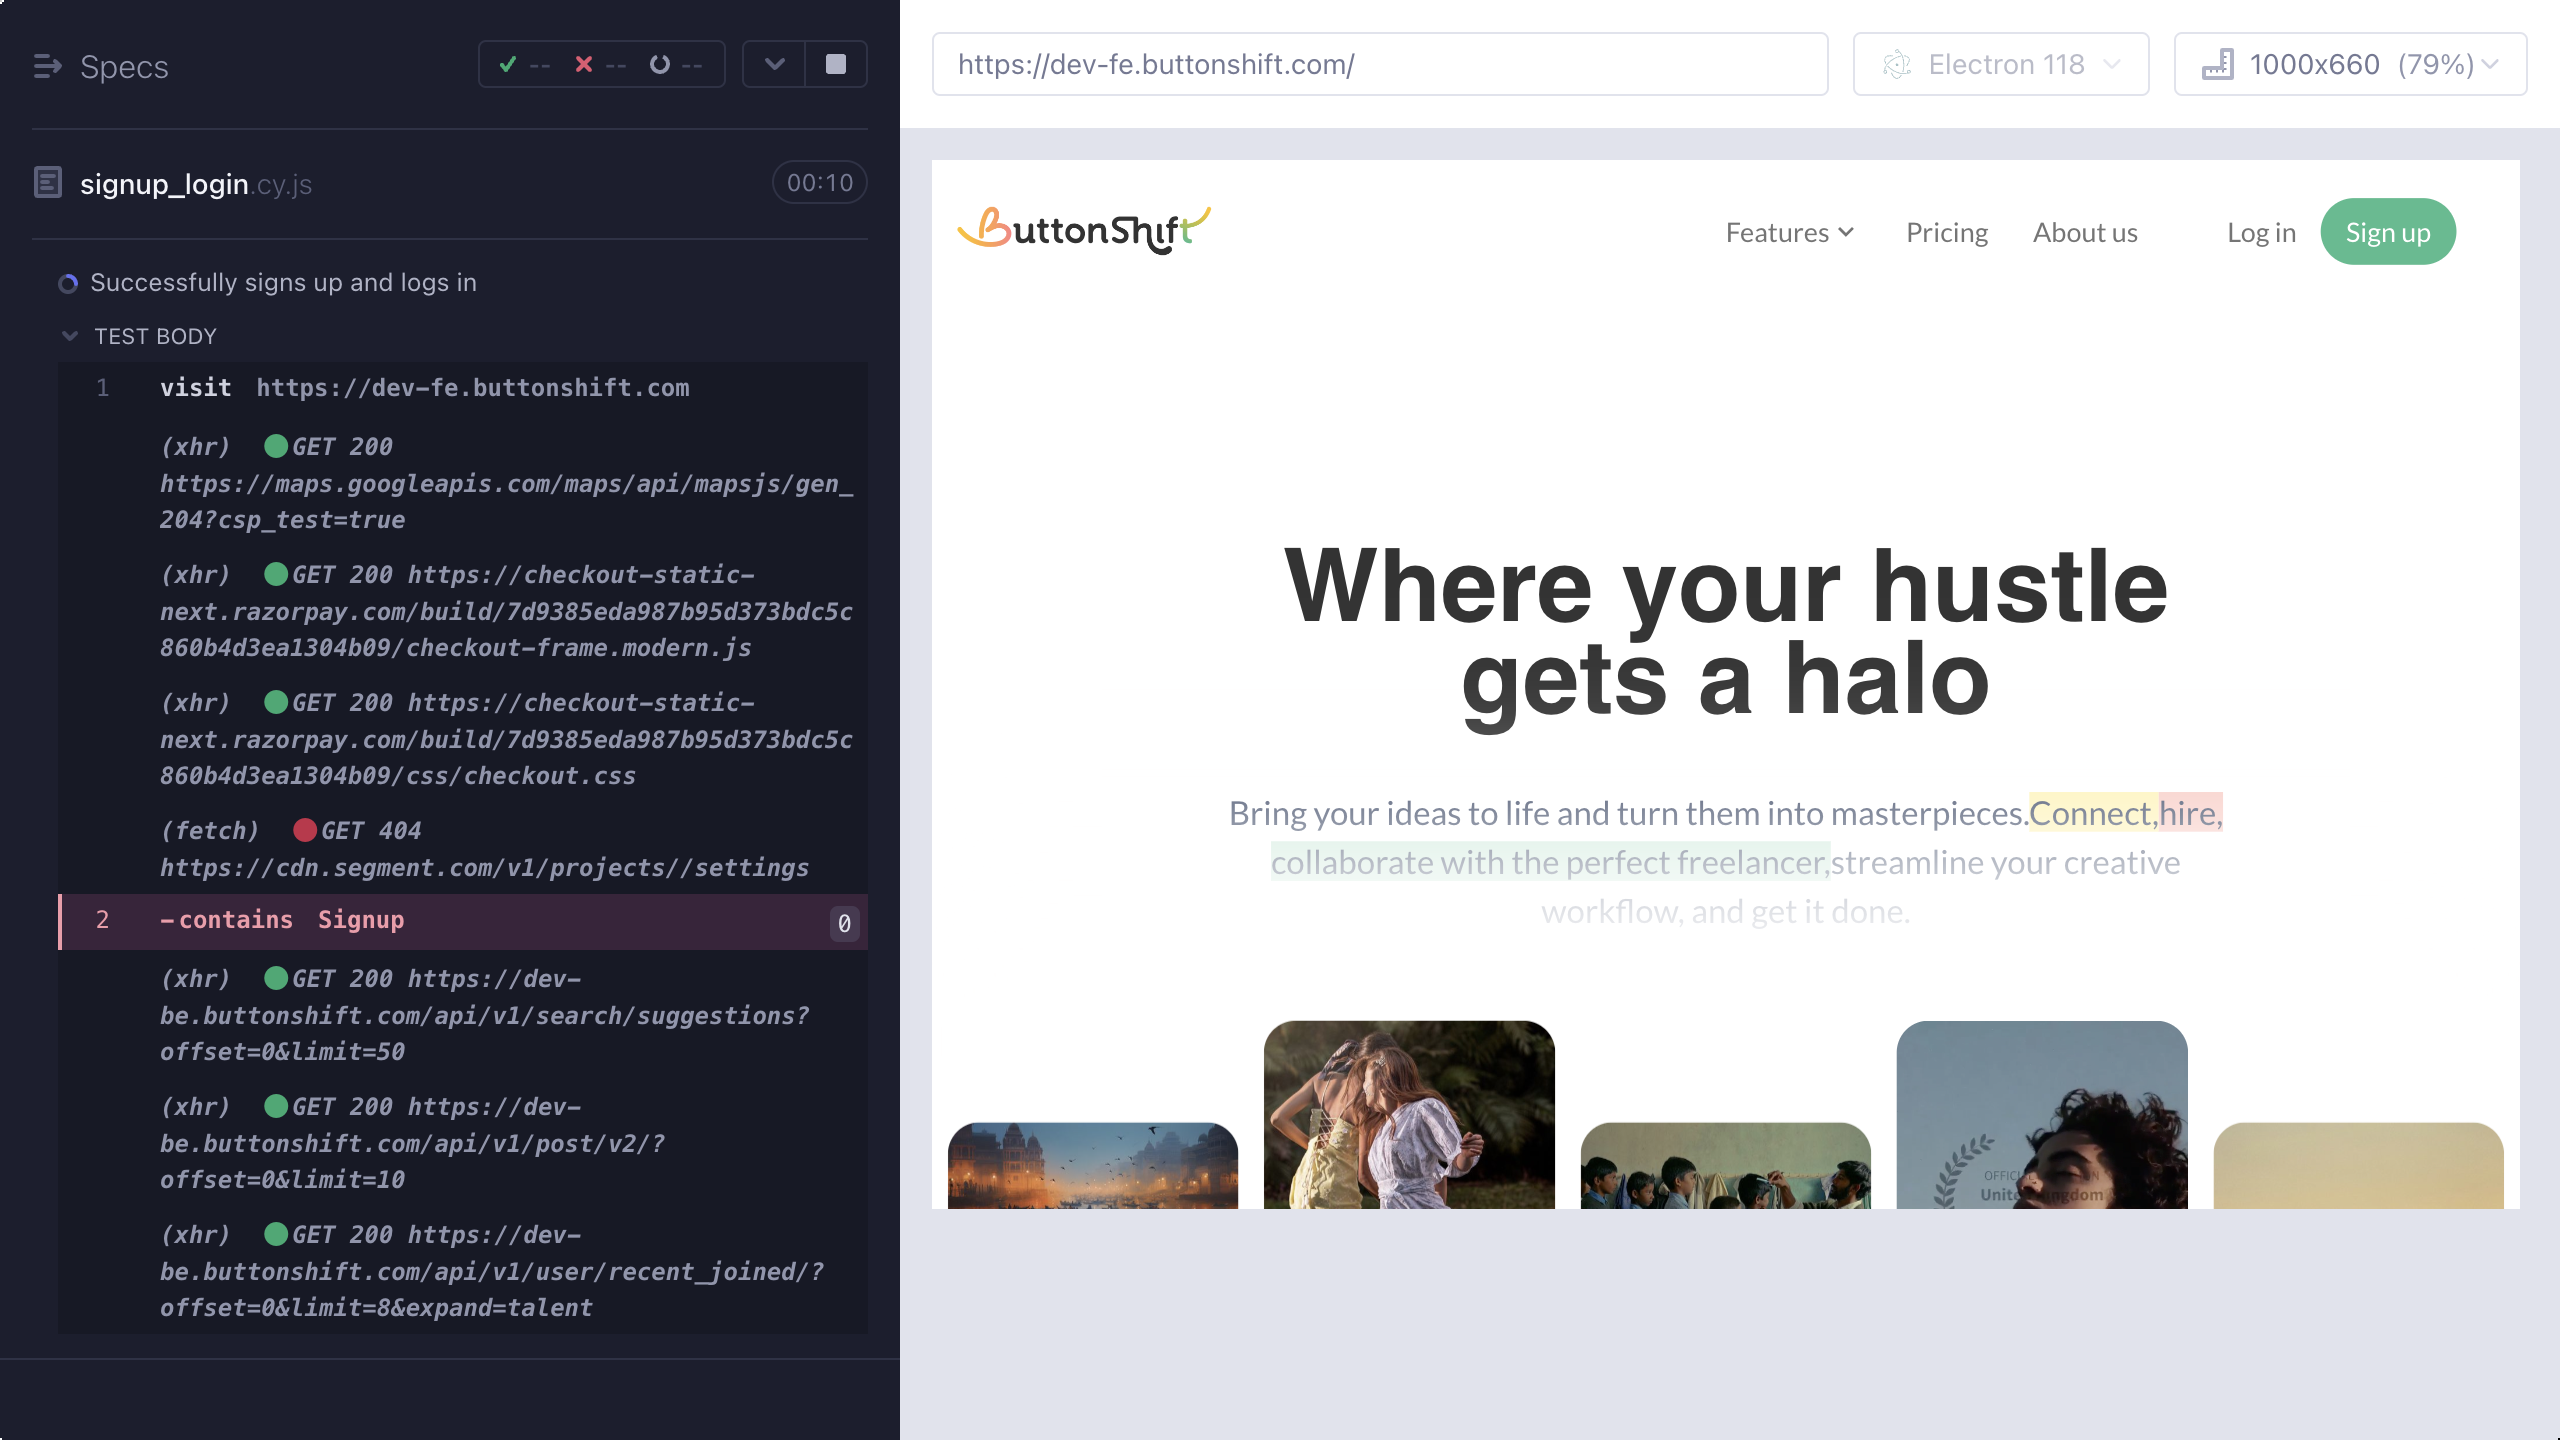 Specs
-- -- --
signup_login.cy.js
00:10
Successfully signs up and logs in
TEST BODY
1 visit https://dev-fe.buttonshift.com
(xhr) GET 200
https://maps.googleapis.com/maps/api/mapsjs/gen_
204?csp_test=true
(xhr) GET 200 https://checkout-static-
next.razorpay.com/build/7d9385eda987b95d373bdc5c
860b4d3ea1304b09/checkout-frame.modern.js
(xhr) GET 200 https://checkout-static-
next.razorpay.com/build/7d9385eda987b95d373bdc5c
860b4d3ea1304b09/css/checkout.css
(fetch) GET 404
https://cdn.segment.com/v1/projects//settings
2 -contains Signup 0
(xhr) GET 200 https://dev-
be.buttonshift.com/api/v1/search/suggestions?
offset=0&limit=50
(xhr) GET 200 https://dev-
be.buttonshift.com/api/v1/post/v2/?
offset=0&limit=10
(xhr) GET 200 https://dev-
be.buttonshift.com/api/v1/user/recent_joined/?
offset=0&limit=8&expand=talent
https://dev-fe.buttonshift.com/
Electron 118
1000x660 (79%)
ButtonShift
Features Pricing About us Log in Sign up
Where your hustle
gets a halo
Bring your ideas to life and turn them into masterpieces.Connect,hire,
collaborate with the perfect freelancer,streamline your creative
workflow, and get it done.